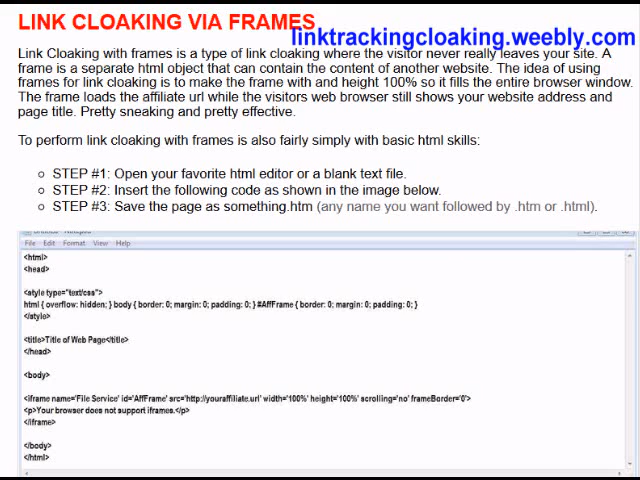 LINK CLOAKING VIA FRAMES
linktrackingcloaking.weebly.com
Link Cloaking with frames is a type of link cloaking where the visitor never really leaves your site. A
frame is a separate html object that can contain the content of another website. The idea of using
frames for link cloaking is to make the frame with and height 100% so it fills the entire browser window.
The frame loads the affiliate url while the visitors web browser still shows your website address and
page title. Pretty sneaking and pretty effective.
To perform link cloaking with frames is also fairly simply with basic html skills:
STEP #1: Open your favorite html editor or a blank text file.
STEP #2: Insert the following code as shown in the image below.
STEP #3: Save the page as something.htm (any name you want followed by .htm or .html).
File Edit Format View Help
<html>
<head>
<style type="text/css">
html { overflow: hidden; } body { border: 0; margin: 0; padding: 0; } #AffFrame { border: 0; margin: 0; padding: 0; }
</style>
<title>Title of Web Page</title>
</head>
<body>
<iframe name='File Service' id='AffFrame' src='http://youraffiliate.url' width='100%' height='100%' scrolling='no' frameBorder='0'>
<p>Your browser does not support iframes.</p>
</iframe>
</body>
</html>